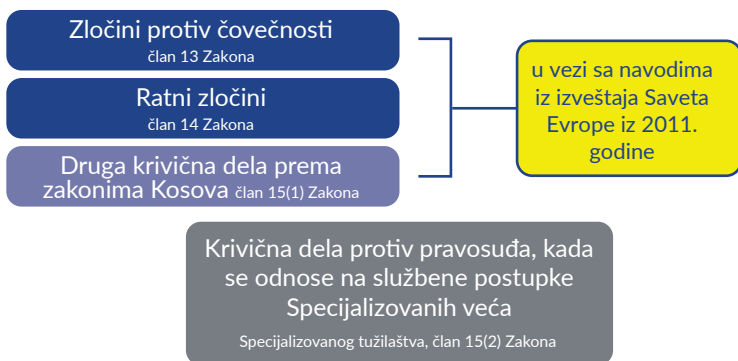 Zločini protiv čovečnosti
član 13 Zakona
Ratni zločini
član 14 Zakona
Druga krivična dela prema
zakonima Kosova član 15(1) Zakona
u vezi sa navodima
iz izveštaja Saveta
Evrope iz 2011.
godine
Krivična dela protiv pravosuđa, kada
se odnose na službene postupke
Specijalizovanih veća
Specijalizovanog tužilaštva, član 15(2) Zakona